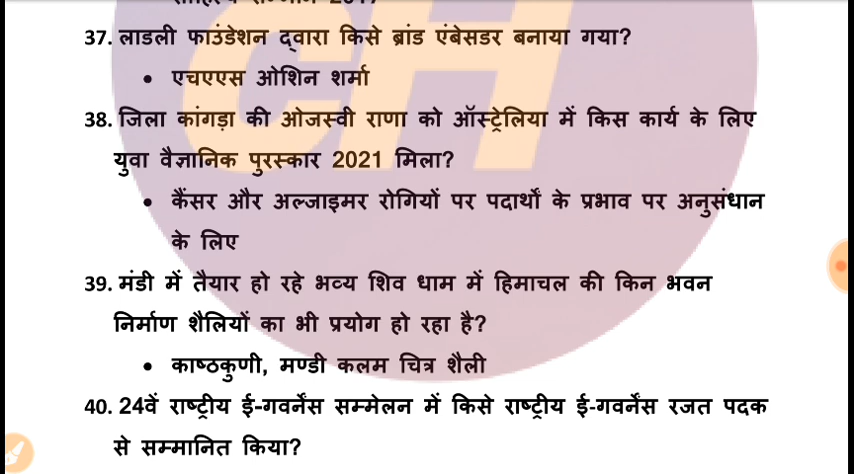 37. लाडली फाउंडेशन द्वारा किसे ब्रांड एंबेसडर बनाया गया?
• एचएएस ओशिन शर्मा
38. जिला कांगड़ा की ओजस्वी राणा को ऑस्ट्रेलिया में किस कार्य के लिए
युवा वैज्ञानिक पुरस्कार 2021 मिला?
• कैंसर और अल्जाइमर रोगियों पर पदार्थों के प्रभाव पर अनुसंधान
के लिए
39. मंडी में तैयार हो रहे भव्य शिव धाम में हिमाचल की किन भवन
निर्माण शैलियों का भी प्रयोग हो रहा है?
• काष्ठकुणी, मण्डी कलम चित्र शैली
40. 24वें राष्ट्रीय ई-गवर्नेंस सम्मेलन में किसे राष्ट्रीय ई-गवर्नेंस रजत पदक
से सम्मानित किया?